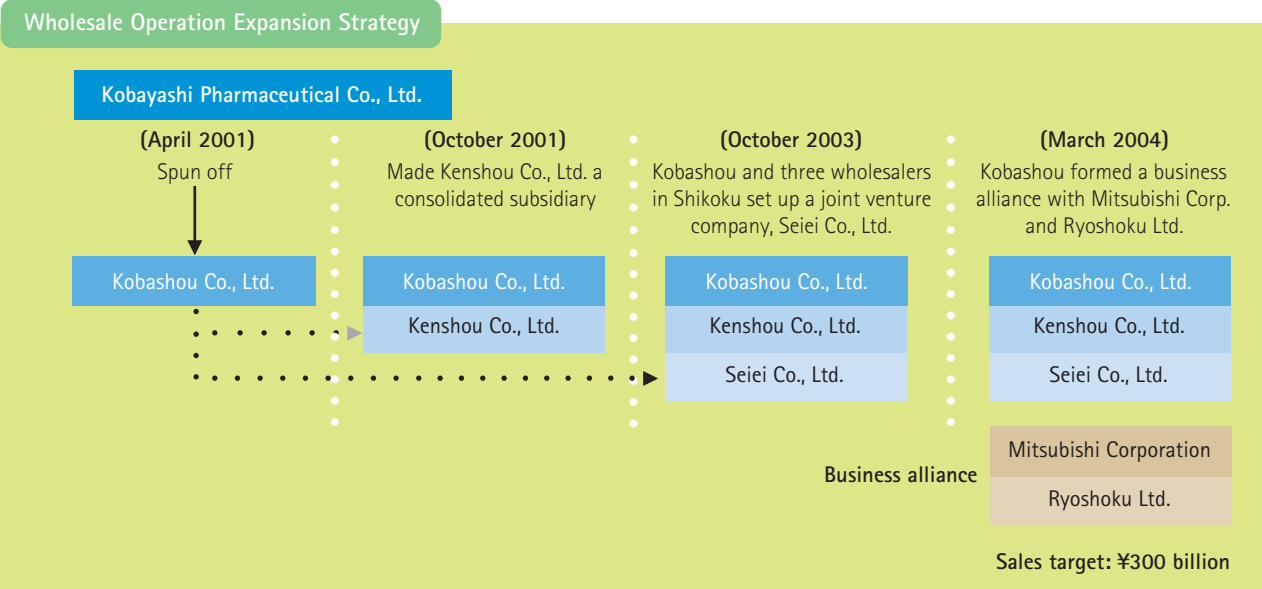 Wholesale Operation Expansion Strategy
Kobayashi Pharmaceutical Co., Ltd.
(April 2001)
Spun off
Kobashou Co., Ltd.
(October 2001)
Made Kenshou Co., Ltd. a
consolidated subsidiary
Kobashou Co., Ltd.
Kenshou Co., Ltd.
(October 2003)
Kobashou and three wholesalers
in Shikoku set up a joint venture
company, Seiei Co., Ltd.
Kobashou Co., Ltd.
Kenshou Co., Ltd.
Seiei Co., Ltd.
(March 2004)
Kobashou formed a business
alliance with Mitsubishi Corp.
and Ryoshoku Ltd.
Kobashou Co., Ltd.
Kenshou Co., Ltd.
Seiei Co., Ltd.
Business alliance
Mitsubishi Corporation
Ryoshoku Ltd.
Sales target: ¥300 billion